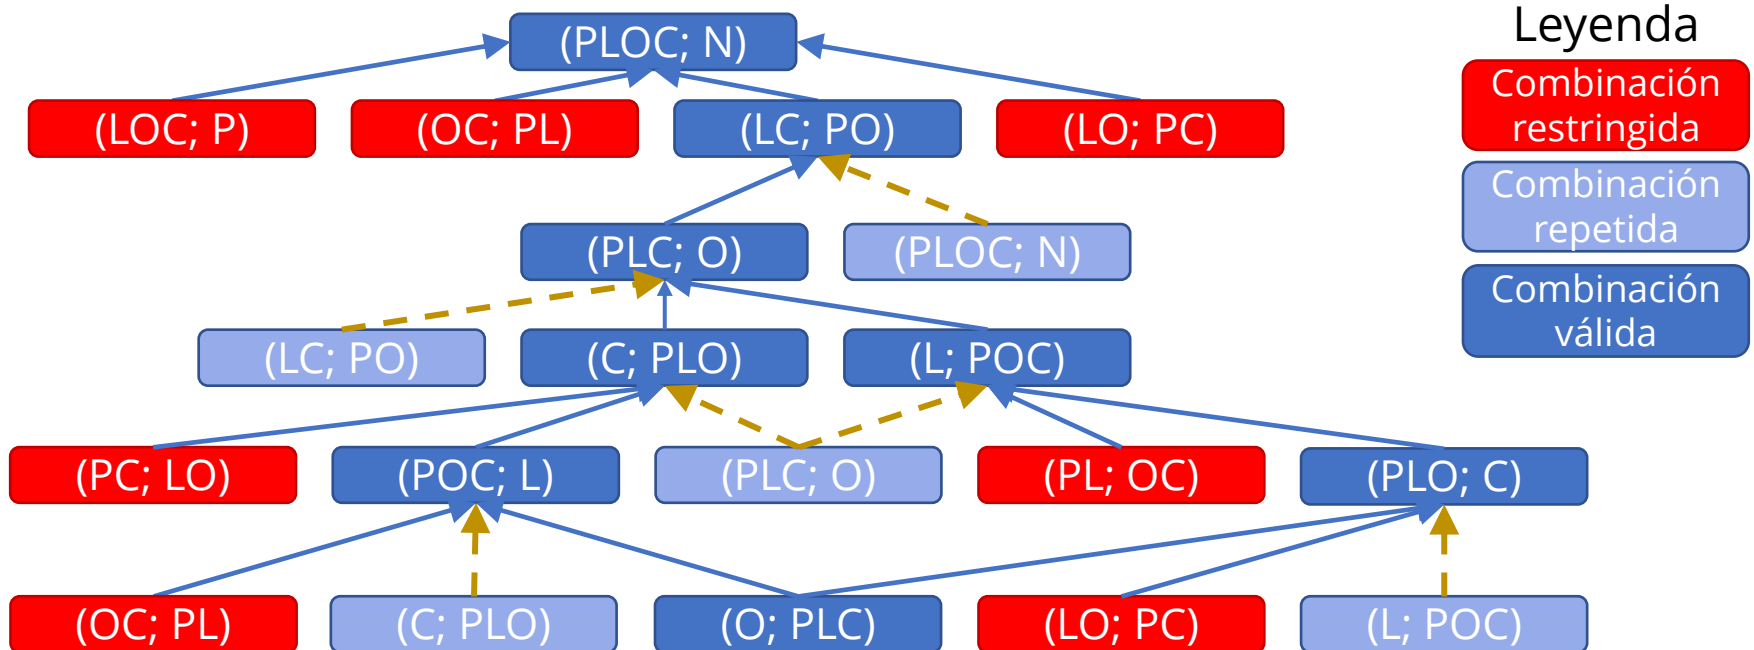 (PLOC; N)
Leyenda
(LOC; P)
(OC; PL)
(LC; PO)
(LO; PC)
Combinación
restringida
Combinación
repetida
(PLC; O)
(PLOC; N)
Combinación
válida
(LC; PO)
(C; PLO)
(L; POC)
(PC; LO)
(POC; L)
(PLC; O)
(PL; OC)
(PLO; C)
(OC; PL)
(C; PLO)
(O; PLC)
(LO; PC)
(L; POC)